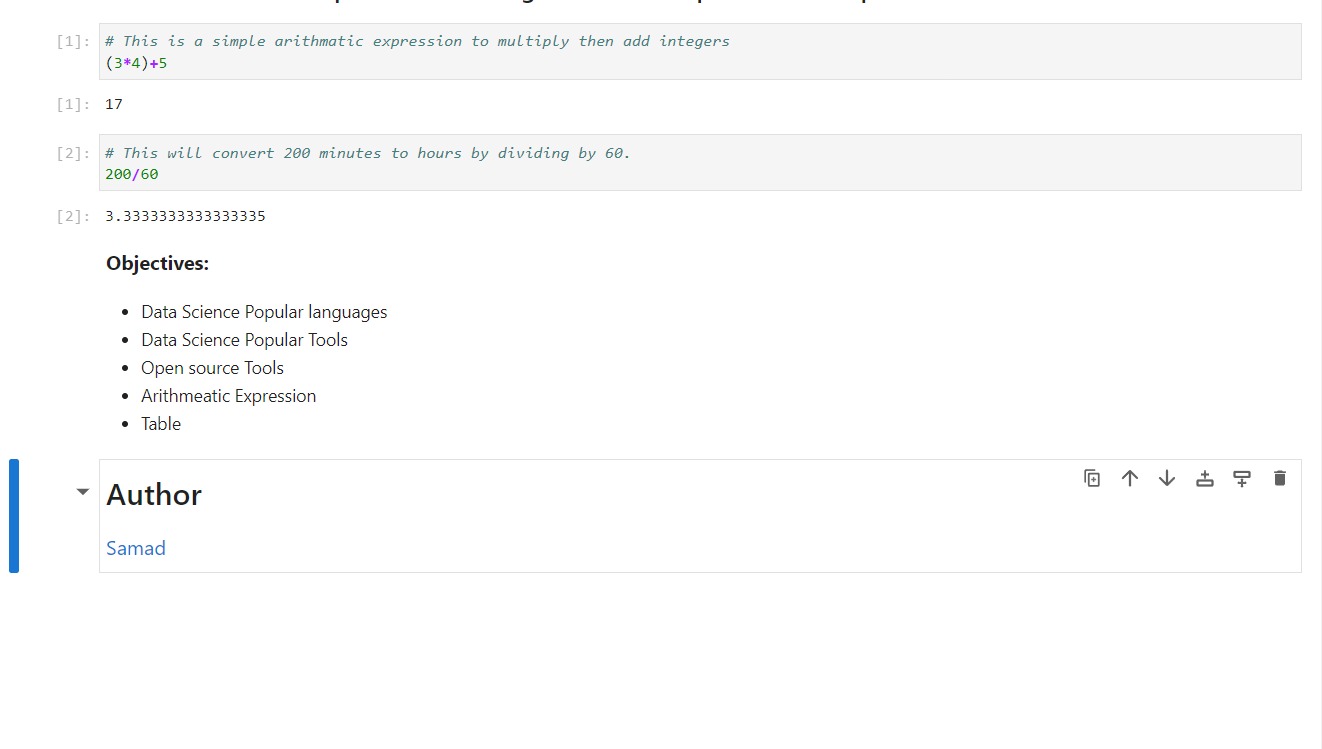 [1]: # This is a simple arithmatic expression to multiply then add integers
(3*4)+5
[1]: 17
[2]: # This will convert 200 minutes to hours by dividing by 60.
200/60
[2]: 3.3333333333333335
Objectives:
• Data Science Popular languages
• Data Science Popular Tools
• Open source Tools
• Arithmeatic Expression
• Table
Author
Samad